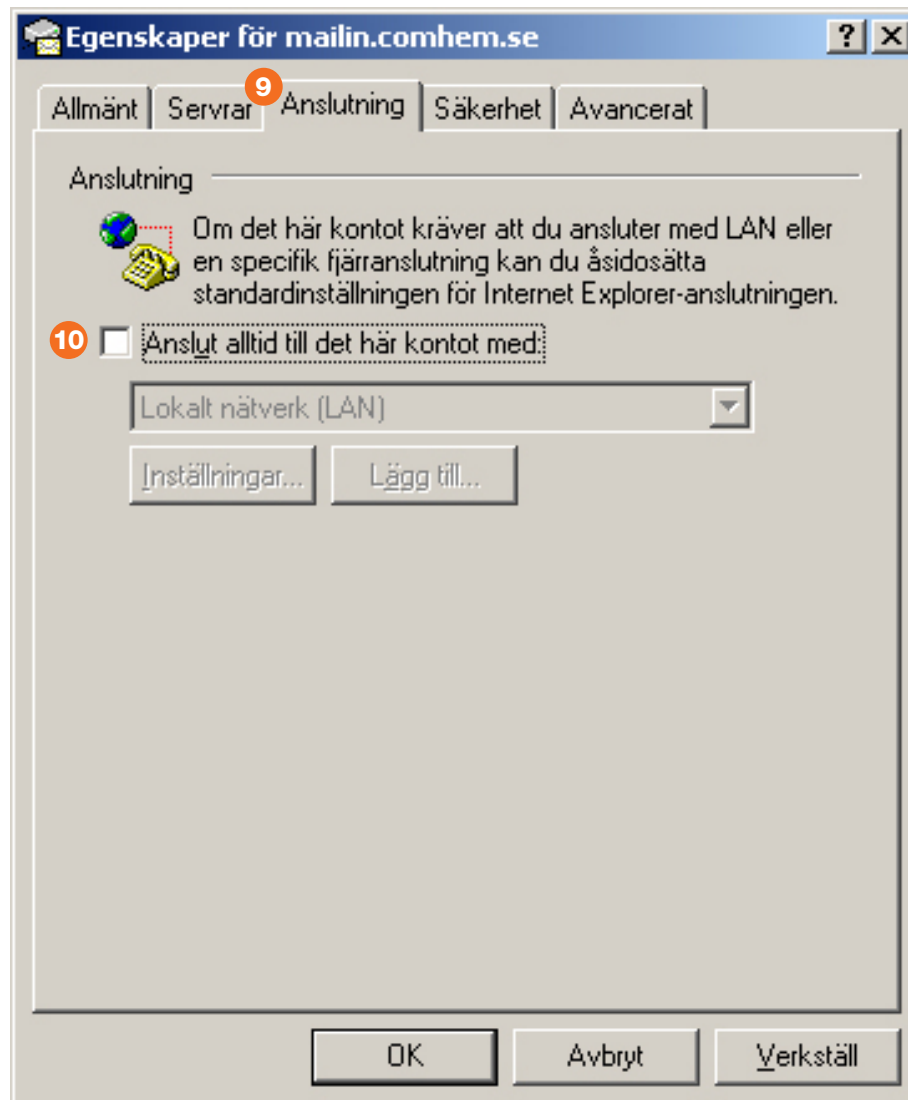 Egenskaper för mailin.comhem.se
9
Allmänt Servrar Anslutning Säkerhet Avancerat
Anslutning
Om det här kontot kräver att du ansluter med LAN eller
en specifik fjärranslutning kan du åsidosätta
standardinställningen för Internet Explorer-anslutningen.
10 Anslut alltid till det här kontot med:
Lokalt nätverk (LAN)
Inställningar... Lägg till...
OK Avbryt Verkställ